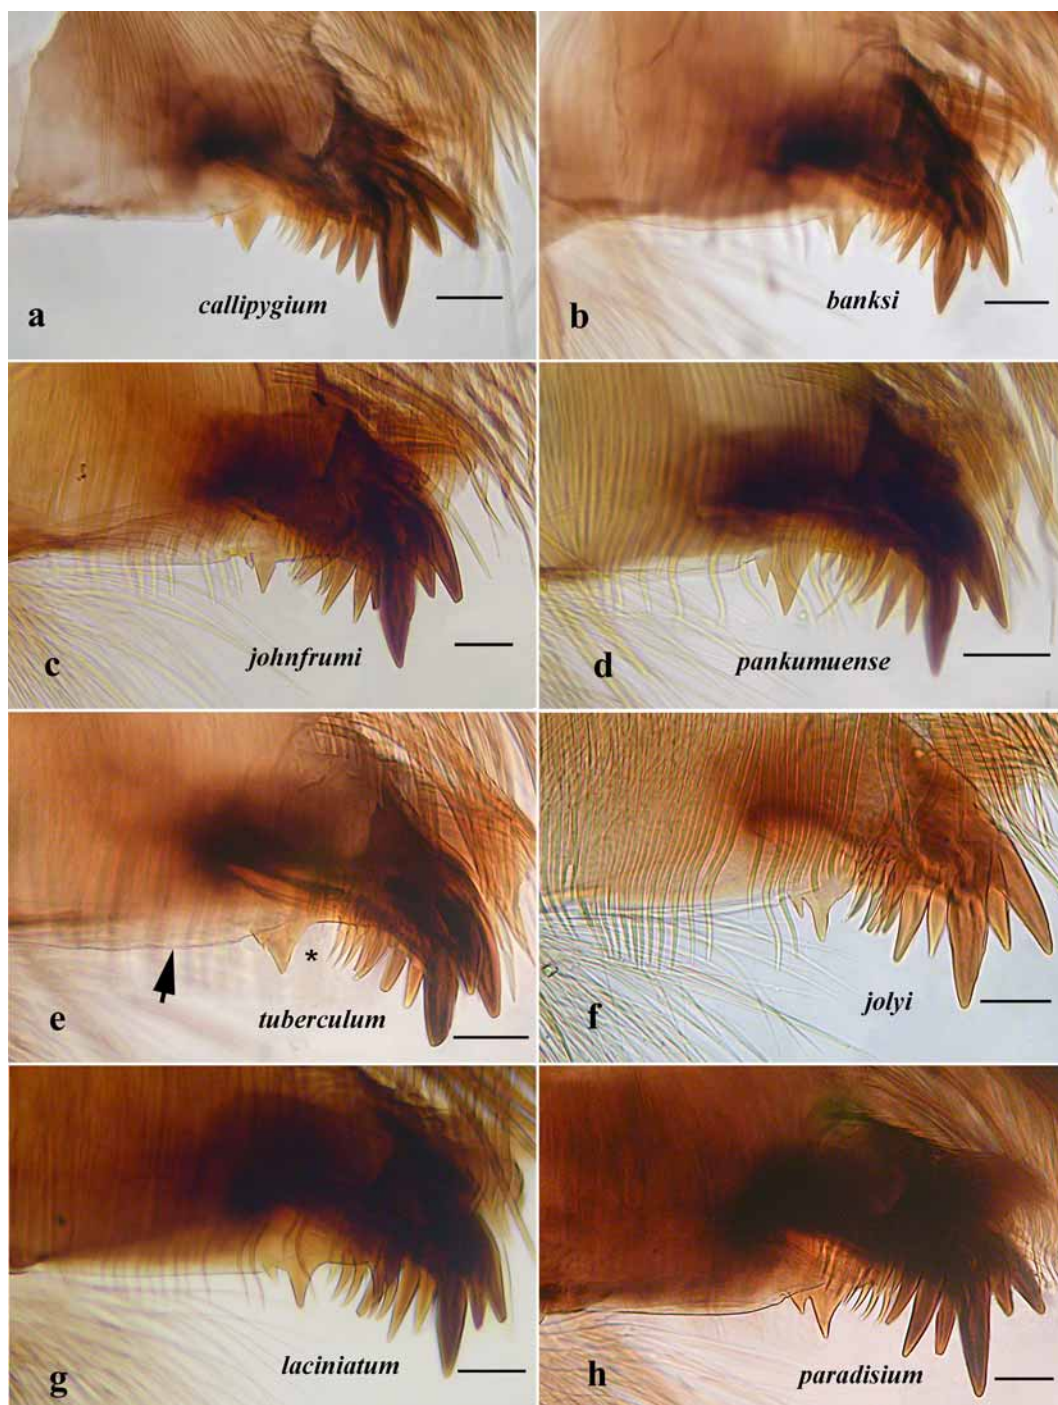 a
callipygium
b
banksi
c
johnfrumi
d
pankumuense
e
*
tuberculum
f
jolyi
g
laciniatum
h
paradisium